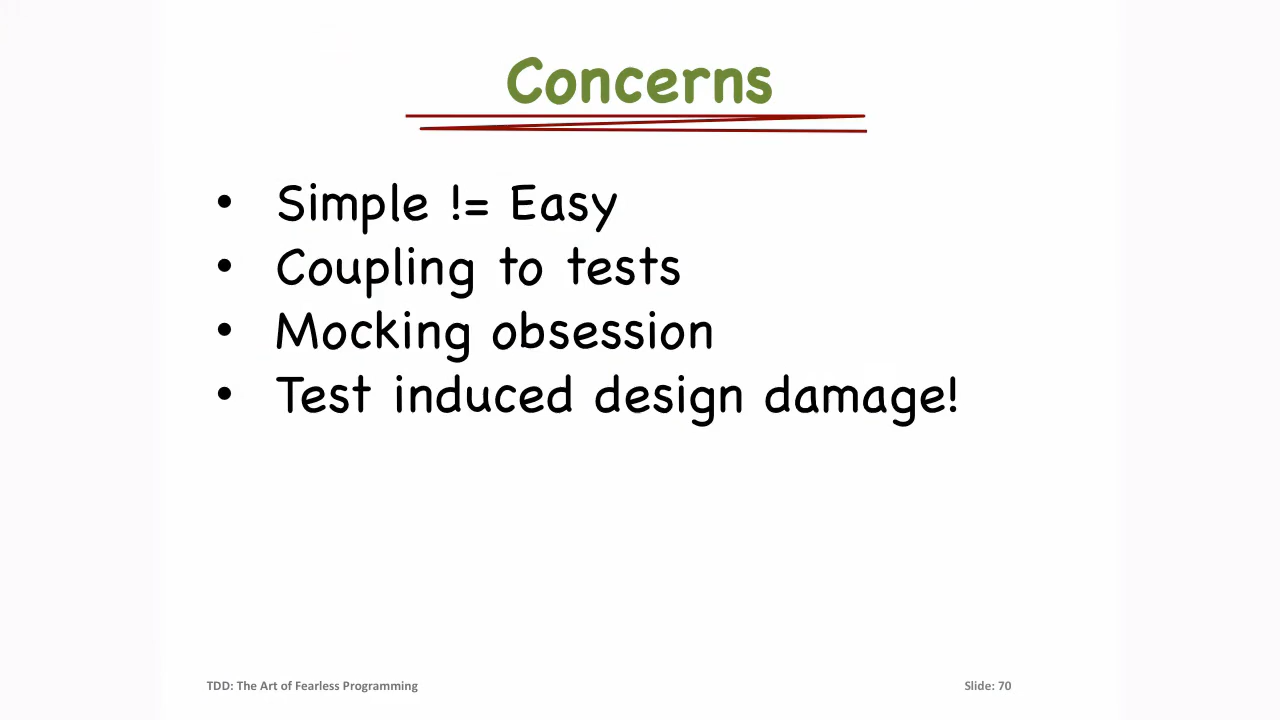 Concerns
• Simple != Easy
• Coupling to tests
• Mocking obsession
• Test induced design damage!
TDD: The Art of Fearless Programming
Slide: 70